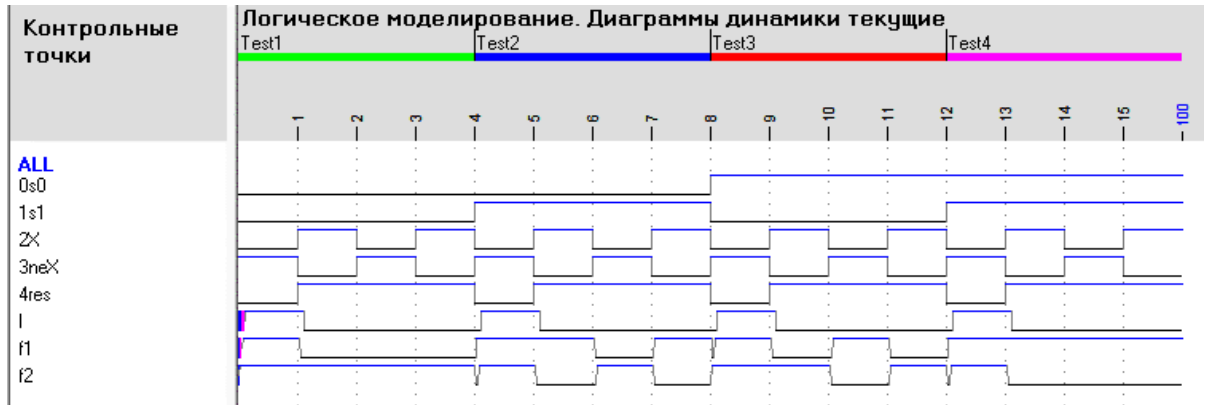 Контрольные
точки
Логическое моделирование. Диаграммы динамики текущие
Test1 Test2 Test3 Test4
1 2 3 4 5 6 7 8 9 10 11 12 13 14 15 100
ALL
0s0
1s1
2X
3neX
4res
I
f1
f2